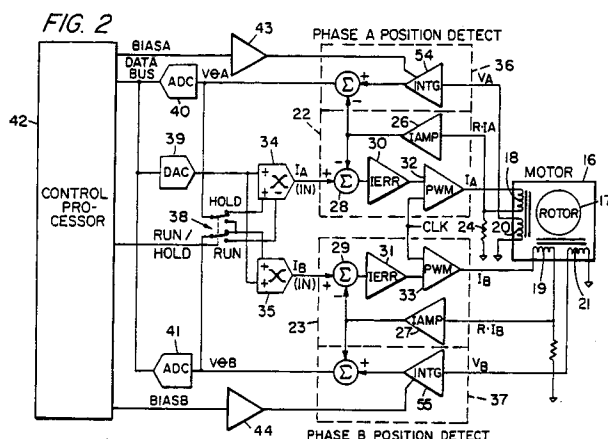 FIG. 2
BIASA
43
PHASE A POSITION DETECT
DATA
BUS
ADC
VΘA
40
54
INTG
VA
36
Σ
+
-
42
22
26
IAMP
R·IA
39
DAC
34
IA
(IN)
+
-
Σ
28
30
IERR
32
PWM
IA
MOTOR
16
18
17
ROTOR
20
24
CONTROL
PRO-
CESSOR
HOLD
38
RUN/
HOLD
RUN
CLK
35
IB
(IN)
29
Σ
+
-
31
IERR
33
PWM
IB
19
21
23
27
IAMP
R·IB
41
ADC
VΘB
Σ
+
-
INTG
55
VB
37
BIASB
44
PHASE B POSITION DETECT